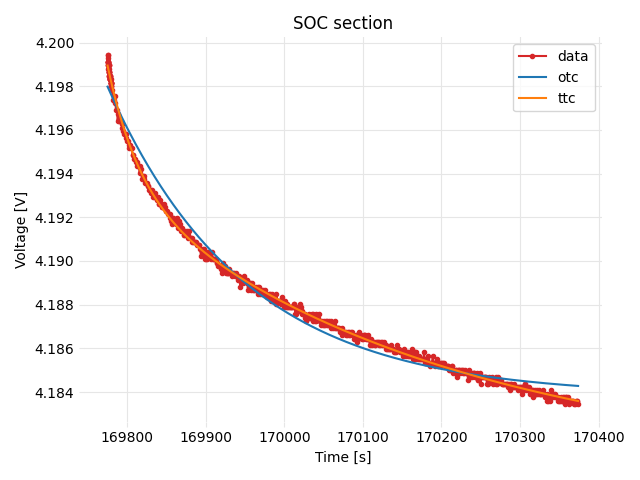 SOC section
Voltage [V]
4.200
4.198
4.196
4.194
4.192
4.190
4.188
4.186
4.184
data
otc
ttc
169800 169900 170000 170100 170200 170300 170400
Time [s]